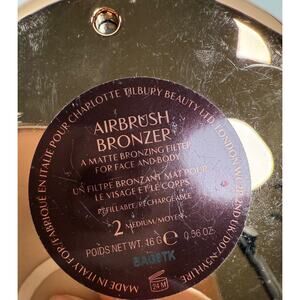 MADE IN ITALY FOR/FABRIQUÉ EN ITALIE POUR CHARLOTTE TILBURY BEAUTY LTD, LONDON
AIRBRUSH
BRONZER
A MATTE BRONZING FILTER
FOR FACE AND BODY
UN FILTRE BRONZANT MAT POUR
LE VISAGE ET LE CORPS
REFILLABLE/RECHARGEABLE
2 MEDIUM/MOYEN
POIDS NET WT. 16 G e 0.56 OZ.
24 M